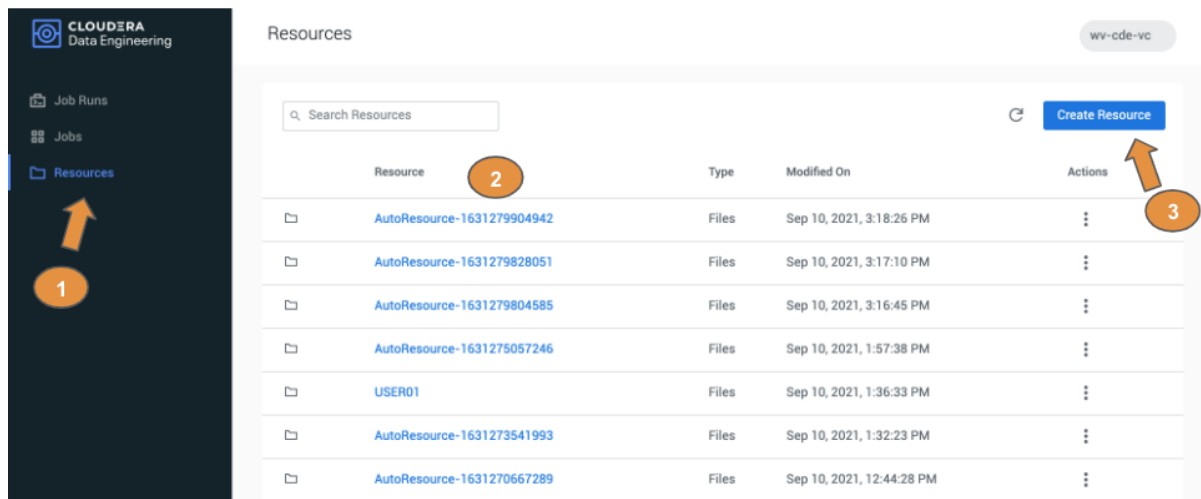 CLOUDERA
Data Engineering
Job Runs
Jobs
Resources
1
Resources
wv-cde-vc
Search Resources
Create Resource
Resource
2
Type
Modified On
Actions
3
AutoResource-1631279904942 Files Sep 10, 2021, 3:18:26 PM
AutoResource-1631279828051 Files Sep 10, 2021, 3:17:10 PM
AutoResource-1631279804585 Files Sep 10, 2021, 3:16:45 PM
AutoResource-1631275057246 Files Sep 10, 2021, 1:57:38 PM
USER01 Files Sep 10, 2021, 1:36:33 PM
AutoResource-1631273541993 Files Sep 10, 2021, 1:32:23 PM
AutoResource-1631270667289 Files Sep 10, 2021, 12:44:28 PM